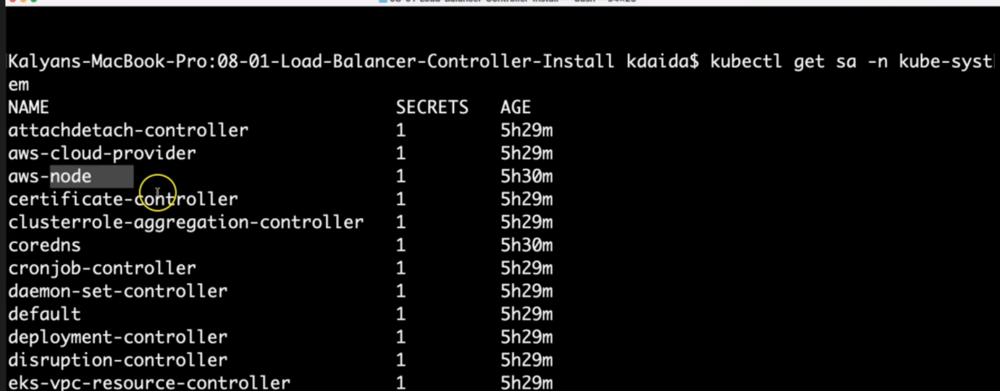 Kalyans-MacBook-Pro:08-01-Load-Balancer-Controller-Install kdaida$ kubectl get sa -n kube-syst
em
NAME SECRETS AGE
attachdetach-controller 1 5h29m
aws-cloud-provider 1 5h29m
aws-node 1 5h30m
certificate-controller 1 5h29m
clusterrole-aggregation-controller 1 5h29m
coredns 1 5h30m
cronjob-controller 1 5h29m
daemon-set-controller 1 5h29m
default 1 5h29m
deployment-controller 1 5h29m
disruption-controller 1 5h29m
eks-vpc-resource-controller 1 5h29m